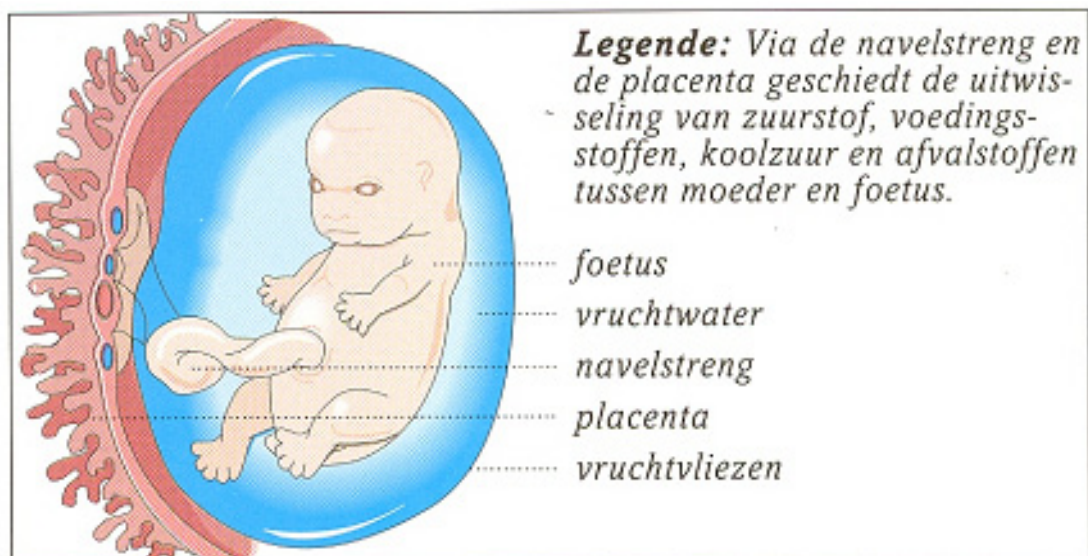 Legende: Via de navelstreng en
de placenta geschiedt de uitwis-
seling van zuurstof, voedings-
stoffen, koolzuur en afvalstoffen
tussen moeder en foetus.
foetus
vruchtwater
navelstreng
placenta
vruchtvliezen